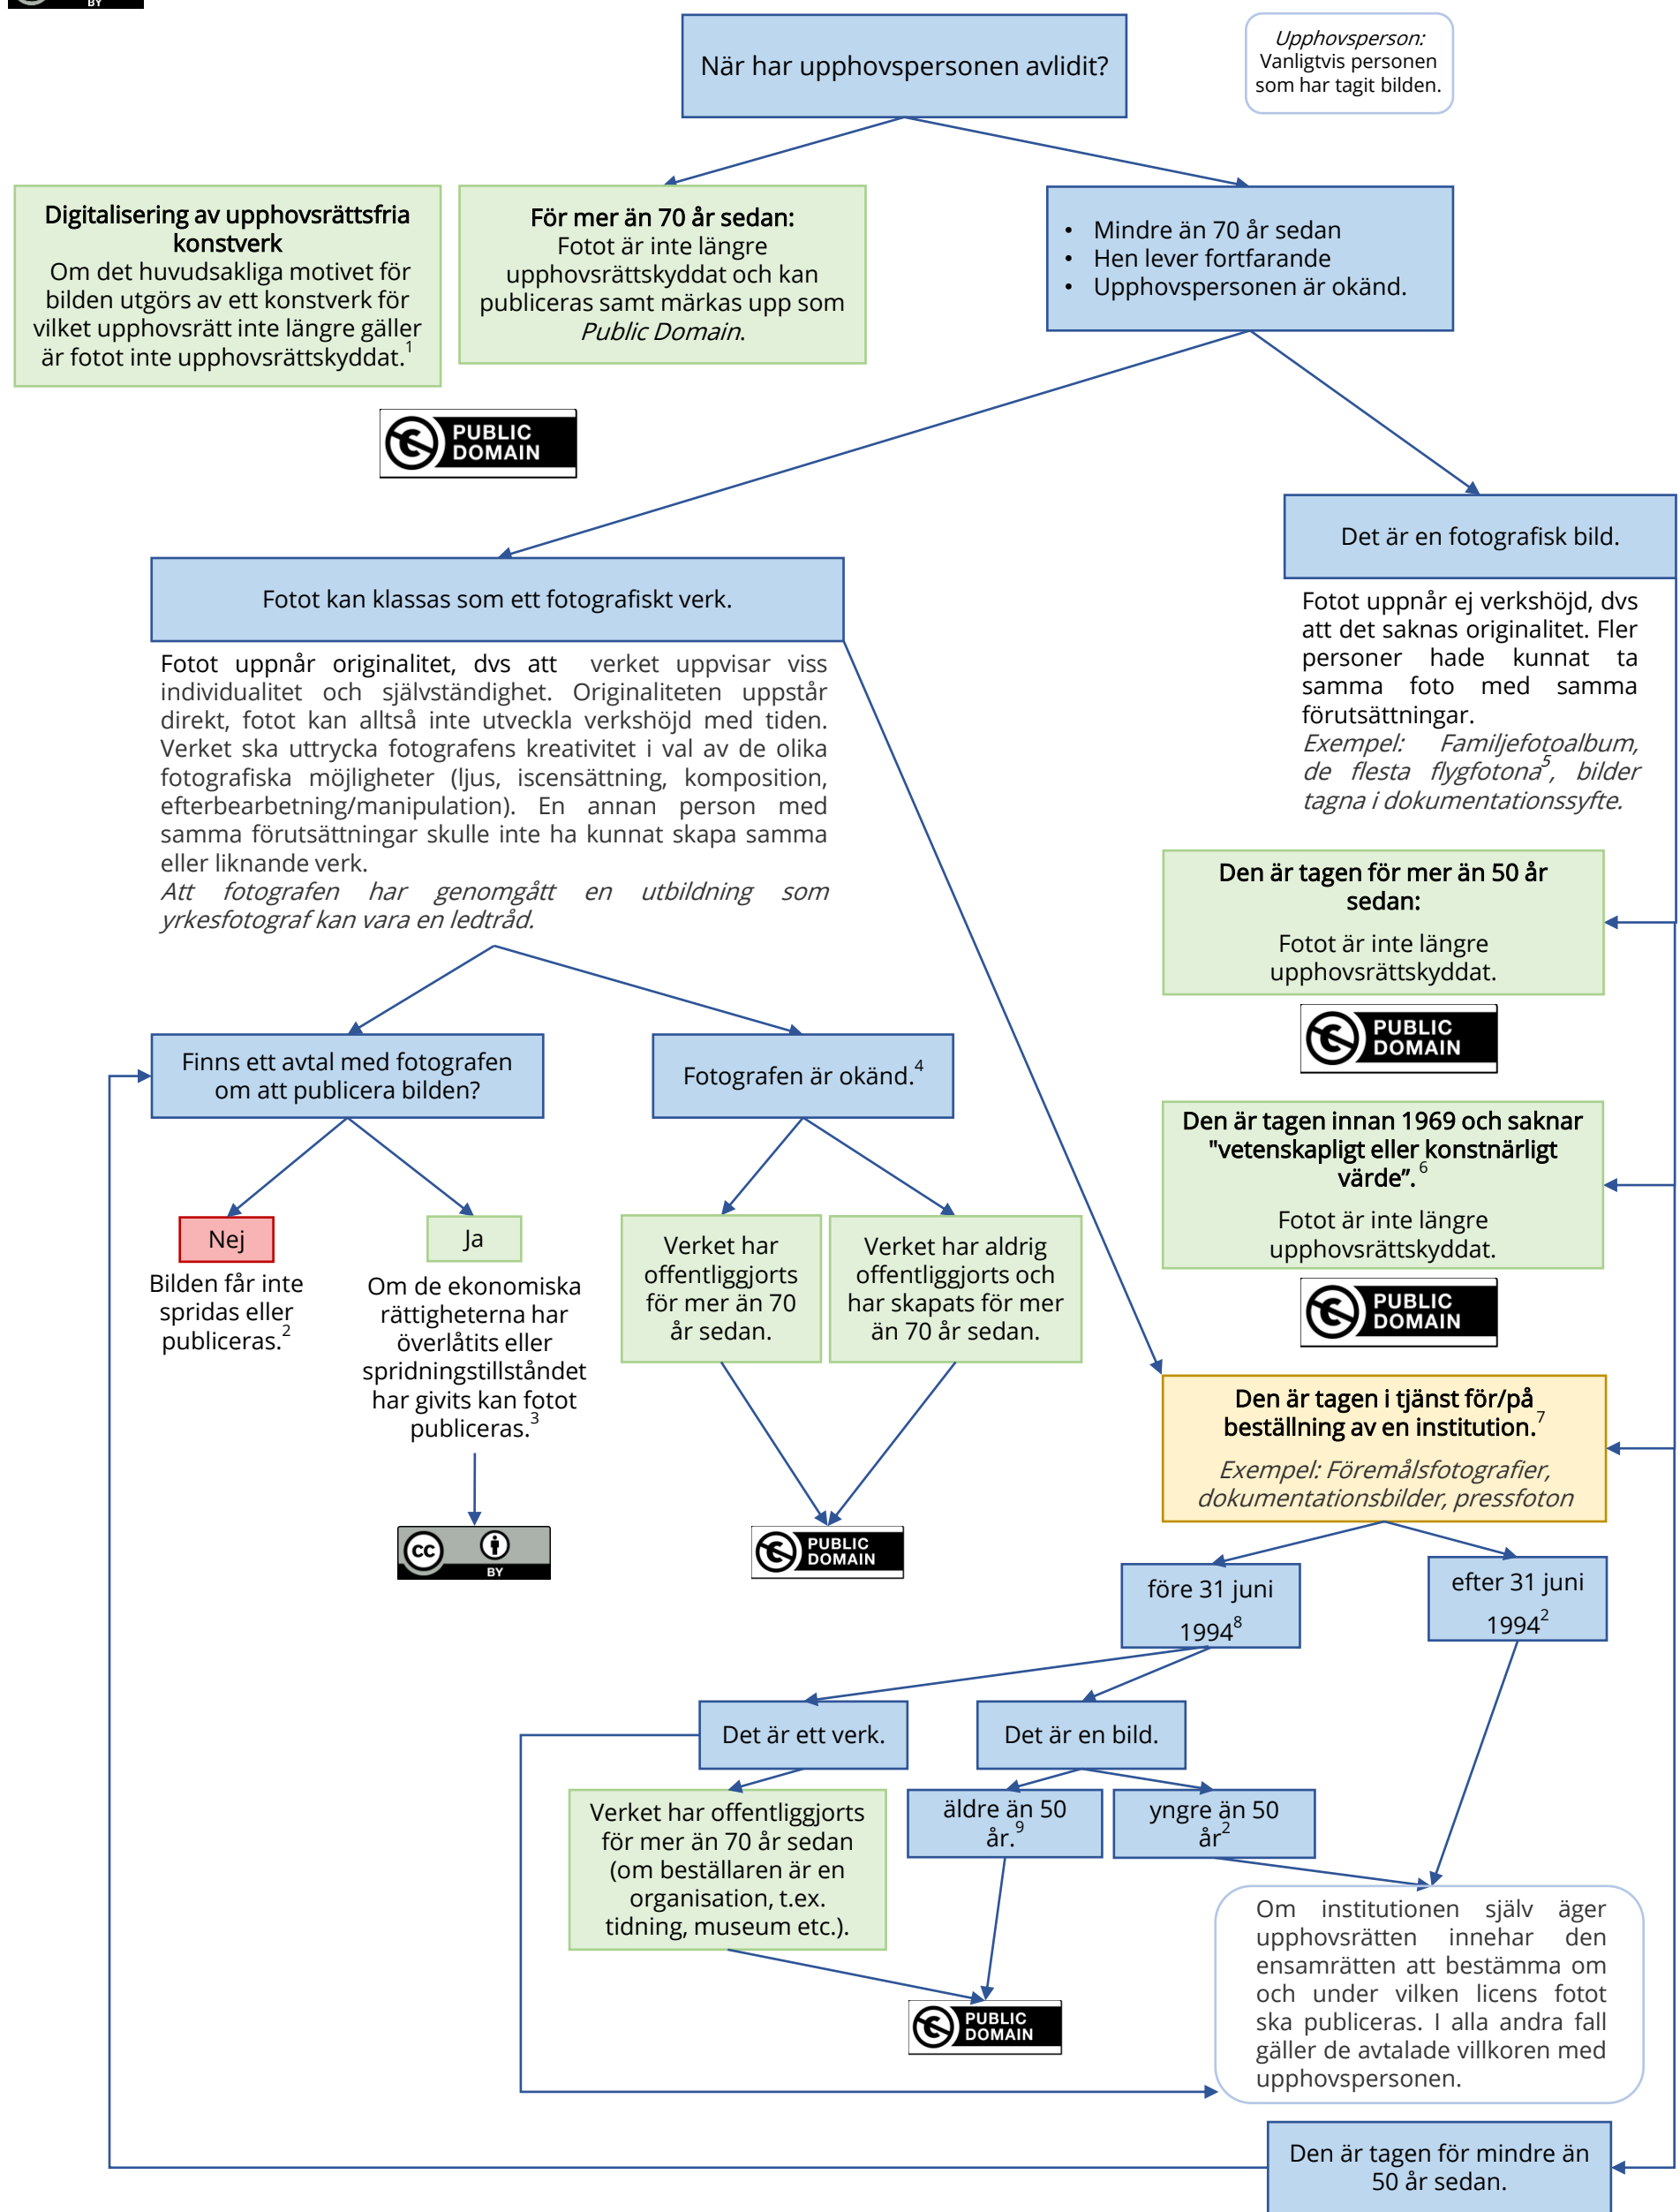 BY
När har upphovspersonen avlidit?
Upphovsperson:
Vanligtvis personen
som har tagit bilden.
Digitalisering av upphovsrättsfria
konstverk
Om det huvudsakliga motivet för
bilden utgörs av ett konstverk för
vilket upphovsrätt inte längre gäller
är fotot inte upphovsrättskyddat.1
För mer än 70 år sedan:
Fotot är inte längre
upphovsrättskyddat och kan
publiceras samt märkas upp som
Public Domain.
• Mindre än 70 år sedan
• Hen lever fortfarande
• Upphovspersonen är okänd.
PUBLIC
DOMAIN
Det är en fotografisk bild.
Fotot uppnår ej verkshöjd, dvs
att det saknas originalitet. Fler
personer hade kunnat ta
samma foto med samma
förutsättningar.
Exempel: Familjefotoalbum,
de flesta flygfotona5, bilder
tagna i dokumentationssyfte.
Fotot kan klassas som ett fotografiskt verk.
Fotot uppnår originalitet, dvs att verket uppvisar viss
individualitet och självständighet. Originaliteten uppstår
direkt, fotot kan alltså inte utveckla verkshöjd med tiden.
Verket ska uttrycka fotografens kreativitet i val av de olika
fotografiska möjligheter (ljus, iscensättning, komposition,
efterbearbetning/manipulation). En annan person med
samma förutsättningar skulle inte ha kunnat skapa samma
eller liknande verk.
Att fotografen har genomgått en utbildning som
yrkesfotograf kan vara en ledtråd.
Den är tagen för mer än 50 år
sedan:
Fotot är inte längre
upphovsrättskyddat.
PUBLIC
DOMAIN
Finns ett avtal med fotografen
om att publicera bilden?
Fotografen är okänd.4
Den är tagen innan 1969 och saknar
"vetenskapligt eller konstnärligt
värde”.6
Fotot är inte längre
upphovsrättskyddat.
PUBLIC
DOMAIN
Nej
Bilden får inte
spridas eller
publiceras.2
Ja
Om de ekonomiska
rättigheterna har
överlåtits eller
spridningstillståndet
har givits kan fotot
publiceras.3
Verket har
offentliggjorts
för mer än 70
år sedan.
Verket har aldrig
offentliggjorts och
har skapats för mer
än 70 år sedan.
Den är tagen i tjänst för/på
beställning av en institution.7
Exempel: Föremålsfotografier,
dokumentationsbilder, pressfoton
cc
BY
PUBLIC
DOMAIN
före 31 juni
19948
efter 31 juni
19942
Det är ett verk.
Det är en bild.
Verket har offentliggjorts
för mer än 70 år sedan
(om beställaren är en
organisation, t.ex.
tidning, museum etc.).
äldre än 50
år.9
yngre än 50
år2
PUBLIC
DOMAIN
Om institutionen själv äger
upphovsrätten innehar den
ensamrätten att bestämma om
och under vilken licens fotot
ska publiceras. I alla andra fall
gäller de avtalade villkoren med
upphovspersonen.
Den är tagen för mindre än
50 år sedan.